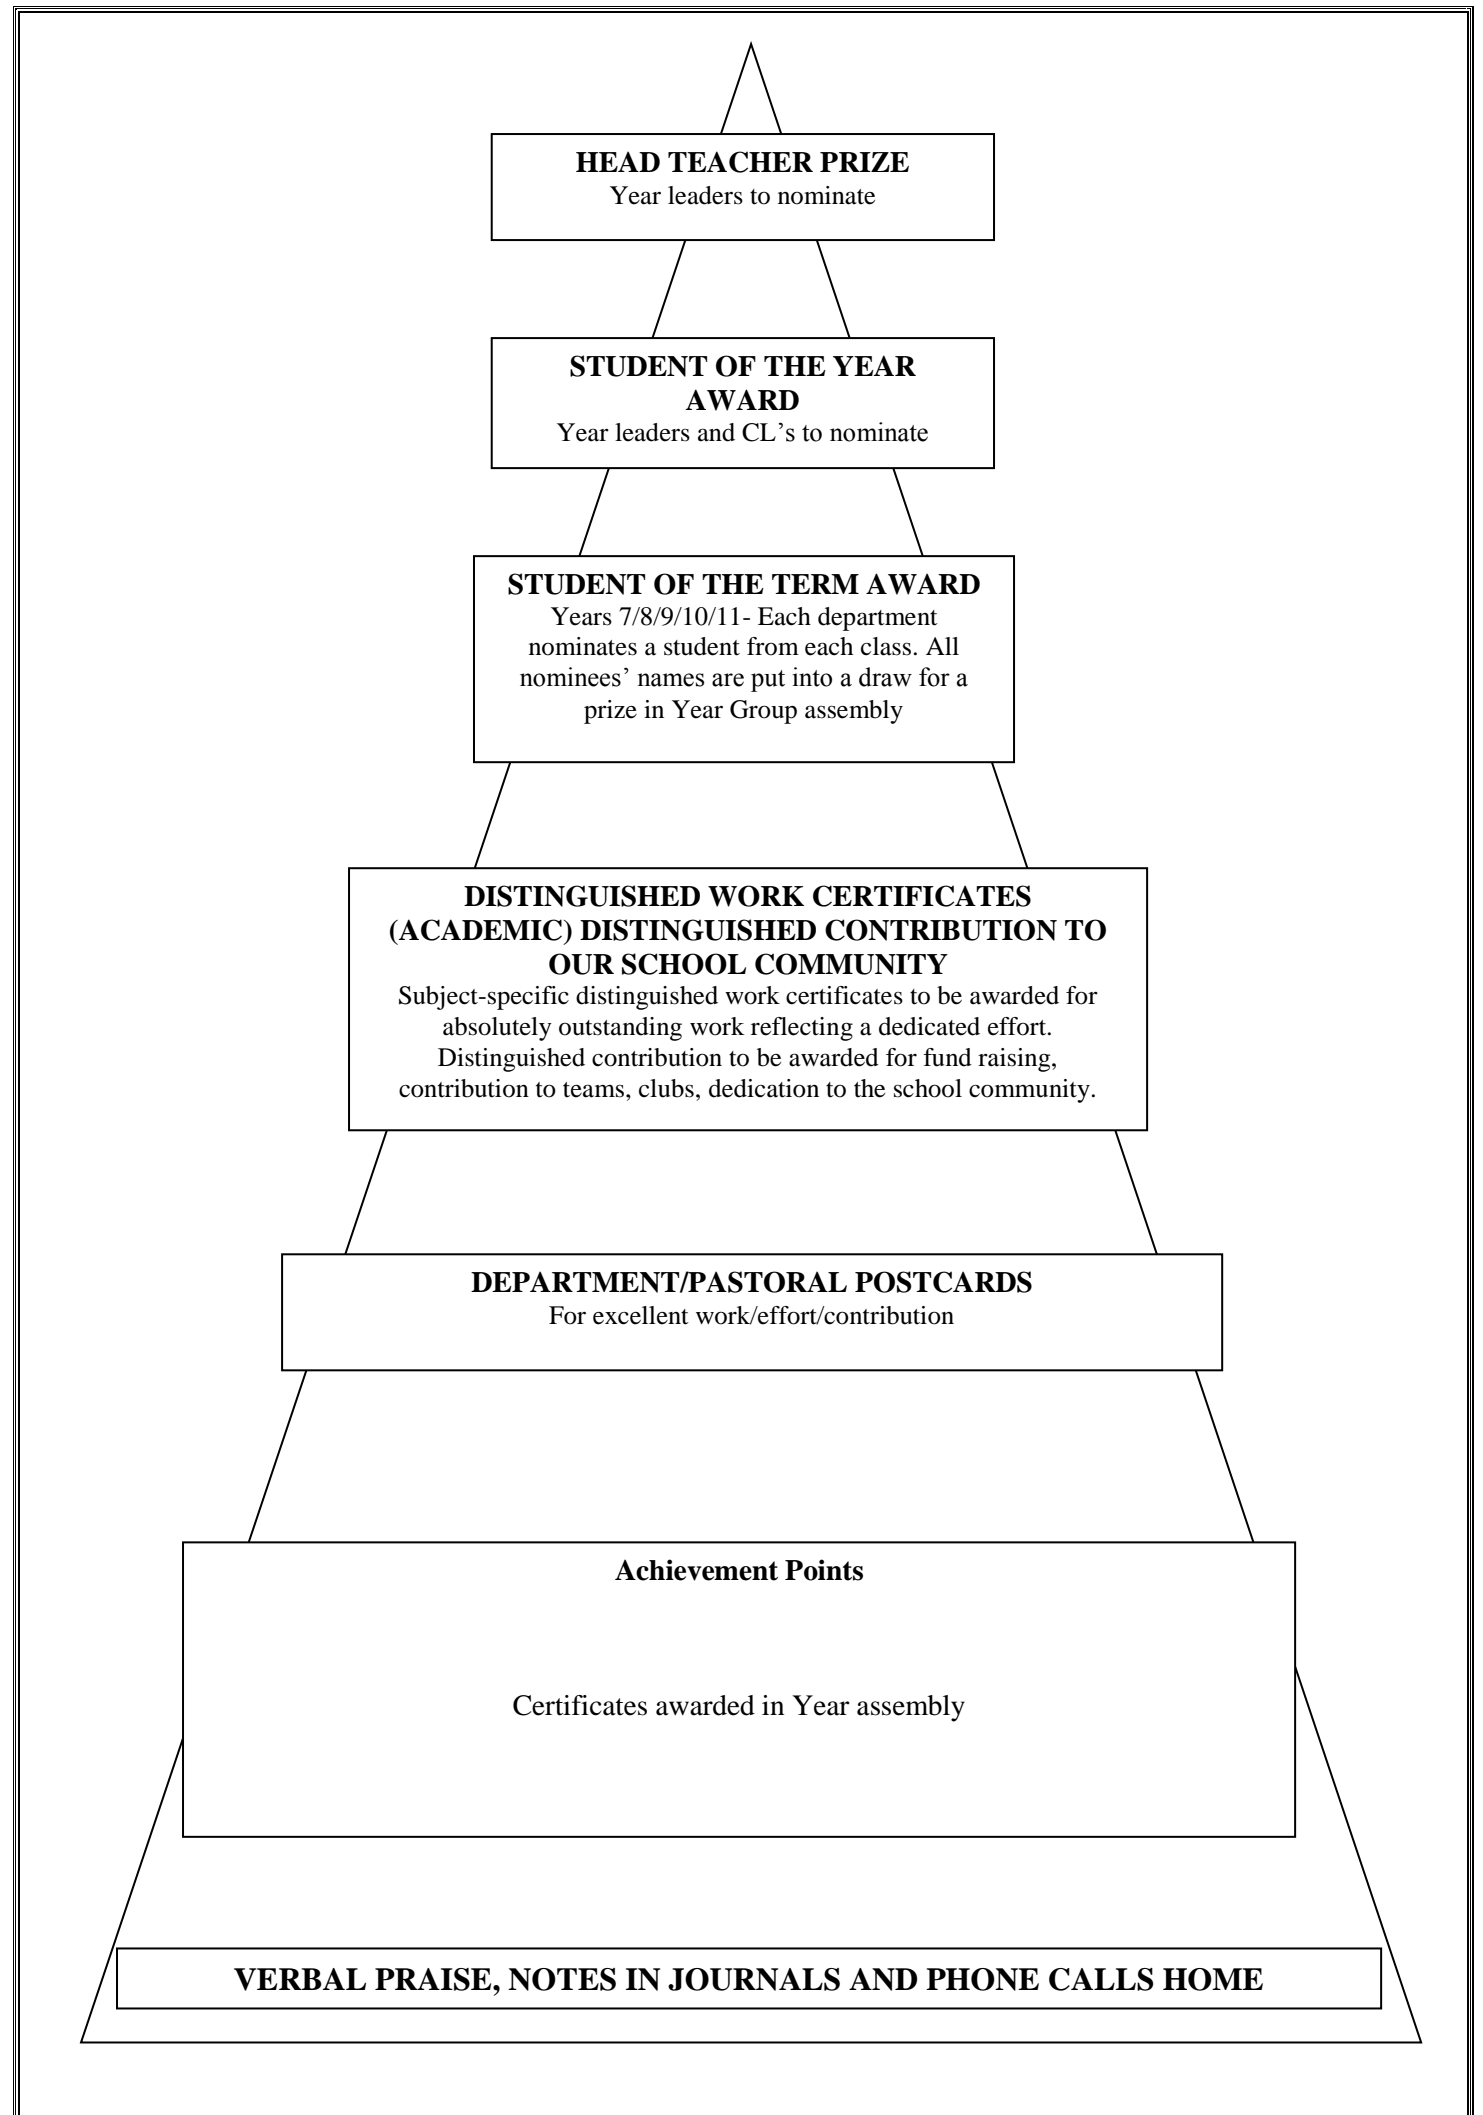 HEAD TEACHER PRIZE
Year leaders to nominate
STUDENT OF THE YEAR
AWARD
Year leaders and CL’s to nominate
STUDENT OF THE TERM AWARD
Years 7/8/9/10/11- Each department
nominates a student from each class. All
nominees’ names are put into a draw for a
prize in Year Group assembly
DISTINGUISHED WORK CERTIFICATES
(ACADEMIC) DISTINGUISHED CONTRIBUTION TO
OUR SCHOOL COMMUNITY
Subject-specific distinguished work certificates to be awarded for
absolutely outstanding work reflecting a dedicated effort.
Distinguished contribution to be awarded for fund raising,
contribution to teams, clubs, dedication to the school community.
DEPARTMENT/PASTORAL POSTCARDS
For excellent work/effort/contribution
Achievement Points
Certificates awarded in Year assembly
VERBAL PRAISE, NOTES IN JOURNALS AND PHONE CALLS HOME